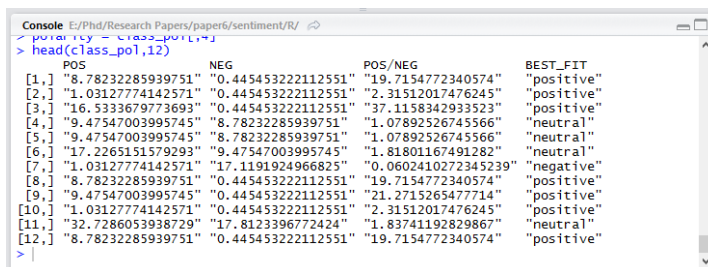 Console E:/Phd/Research Papers/paper6/sentiment/R/
> polarity = class_pol[,4]
> head(class_pol,12)
POS NEG POS/NEG BEST_FIT
[1,] "8.78232285939751" "0.445453222112551" "19.7154772340574" "positive"
[2,] "1.03127774142571" "0.445453222112551" "2.31512017476245" "positive"
[3,] "16.5333679773693" "0.445453222112551" "37.1158342933523" "positive"
[4,] "9.47547003995745" "8.78232285939751" "1.07892526745566" "neutral"
[5,] "9.47547003995745" "8.78232285939751" "1.07892526745566" "neutral"
[6,] "17.2265151579293" "9.47547003995745" "1.81801167491282" "neutral"
[7,] "1.03127774142571" "17.1191924966825" "0.0602410272345239" "negative"
[8,] "8.78232285939751" "0.445453222112551" "19.7154772340574" "positive"
[9,] "9.47547003995745" "0.445453222112551" "21.2715265477714" "positive"
[10,] "1.03127774142571" "0.445453222112551" "2.31512017476245" "positive"
[11,] "32.7286053938729" "17.8123396772424" "1.83741192829867" "neutral"
[12,] "8.78232285939751" "0.445453222112551" "19.7154772340574" "positive"
>